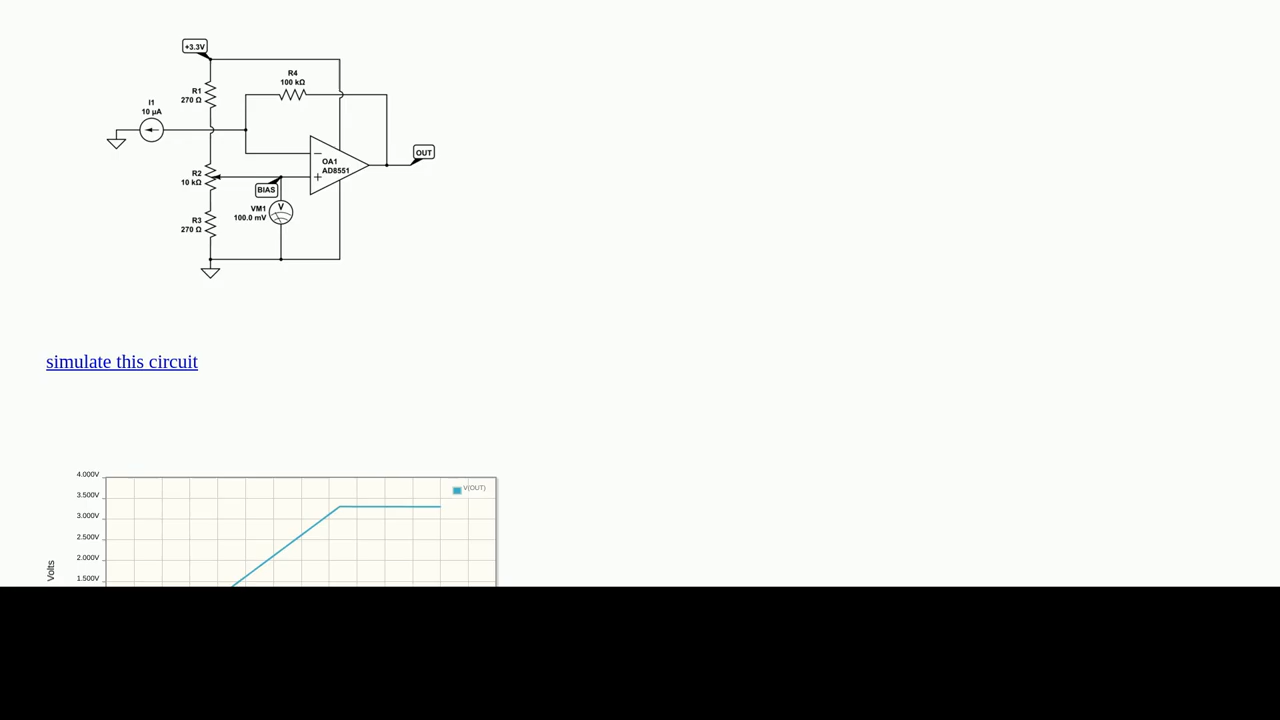 +3.3V
R4
100 kΩ
R1
270 Ω
I1
10 µA
OUT
OA1
AD8551
R2
10 kΩ
BIAS
VM1
100.0 mV
V
R3
270 Ω
simulate this circuit
4.000V
V(OUT)
3.500V
3.000V
2.500V
2.000V
1.500V
Volts